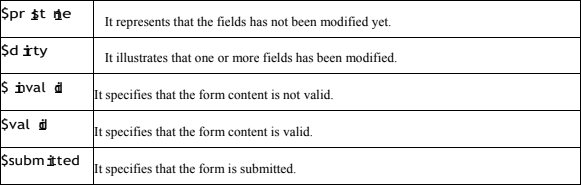 $pristine
It represents that the fields has not been modified yet.
$dirty
It illustrates that one or more fields has been modified.
$invalid
It specifies that the form content is not valid.
$valid
It specifies that the form content is valid.
$submitted
It specifies that the form is submitted.